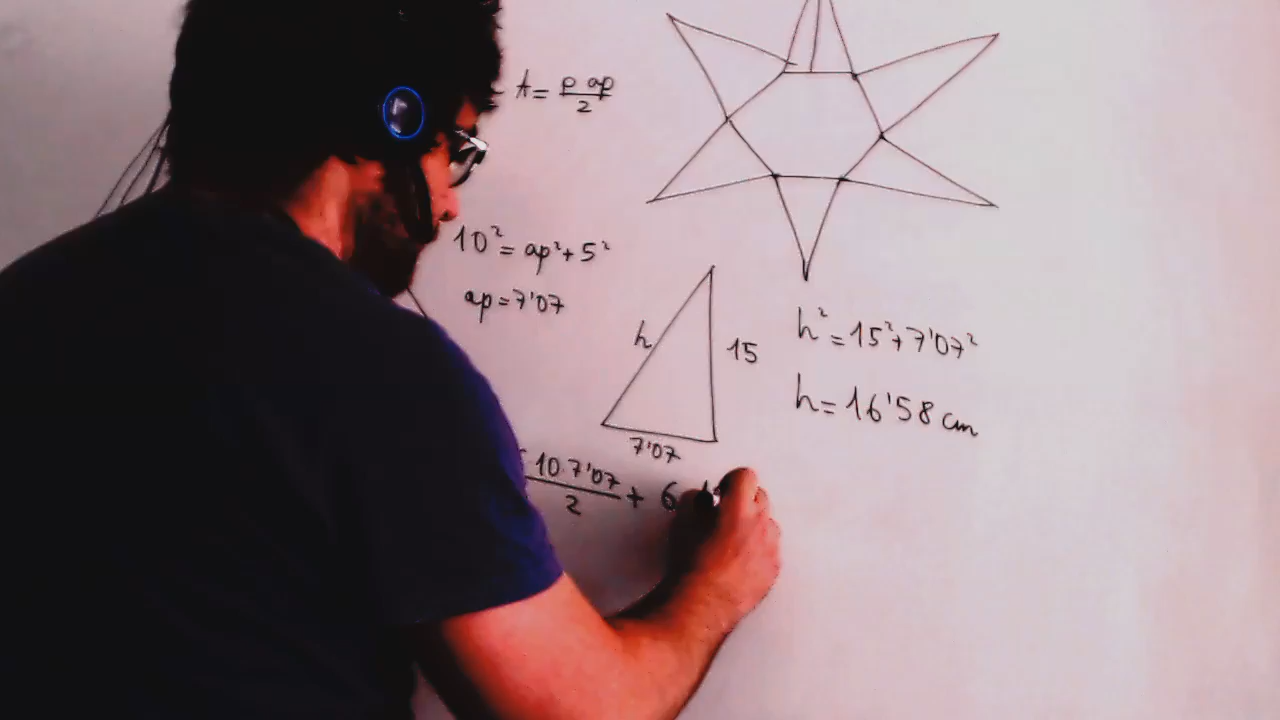 A = p ap / 2
10² = ap² + 5²
ap = 7'07
h
15
7'07
h² = 15² + 7'07²
h = 16'58 cm
10·7'07 / 2 + 6